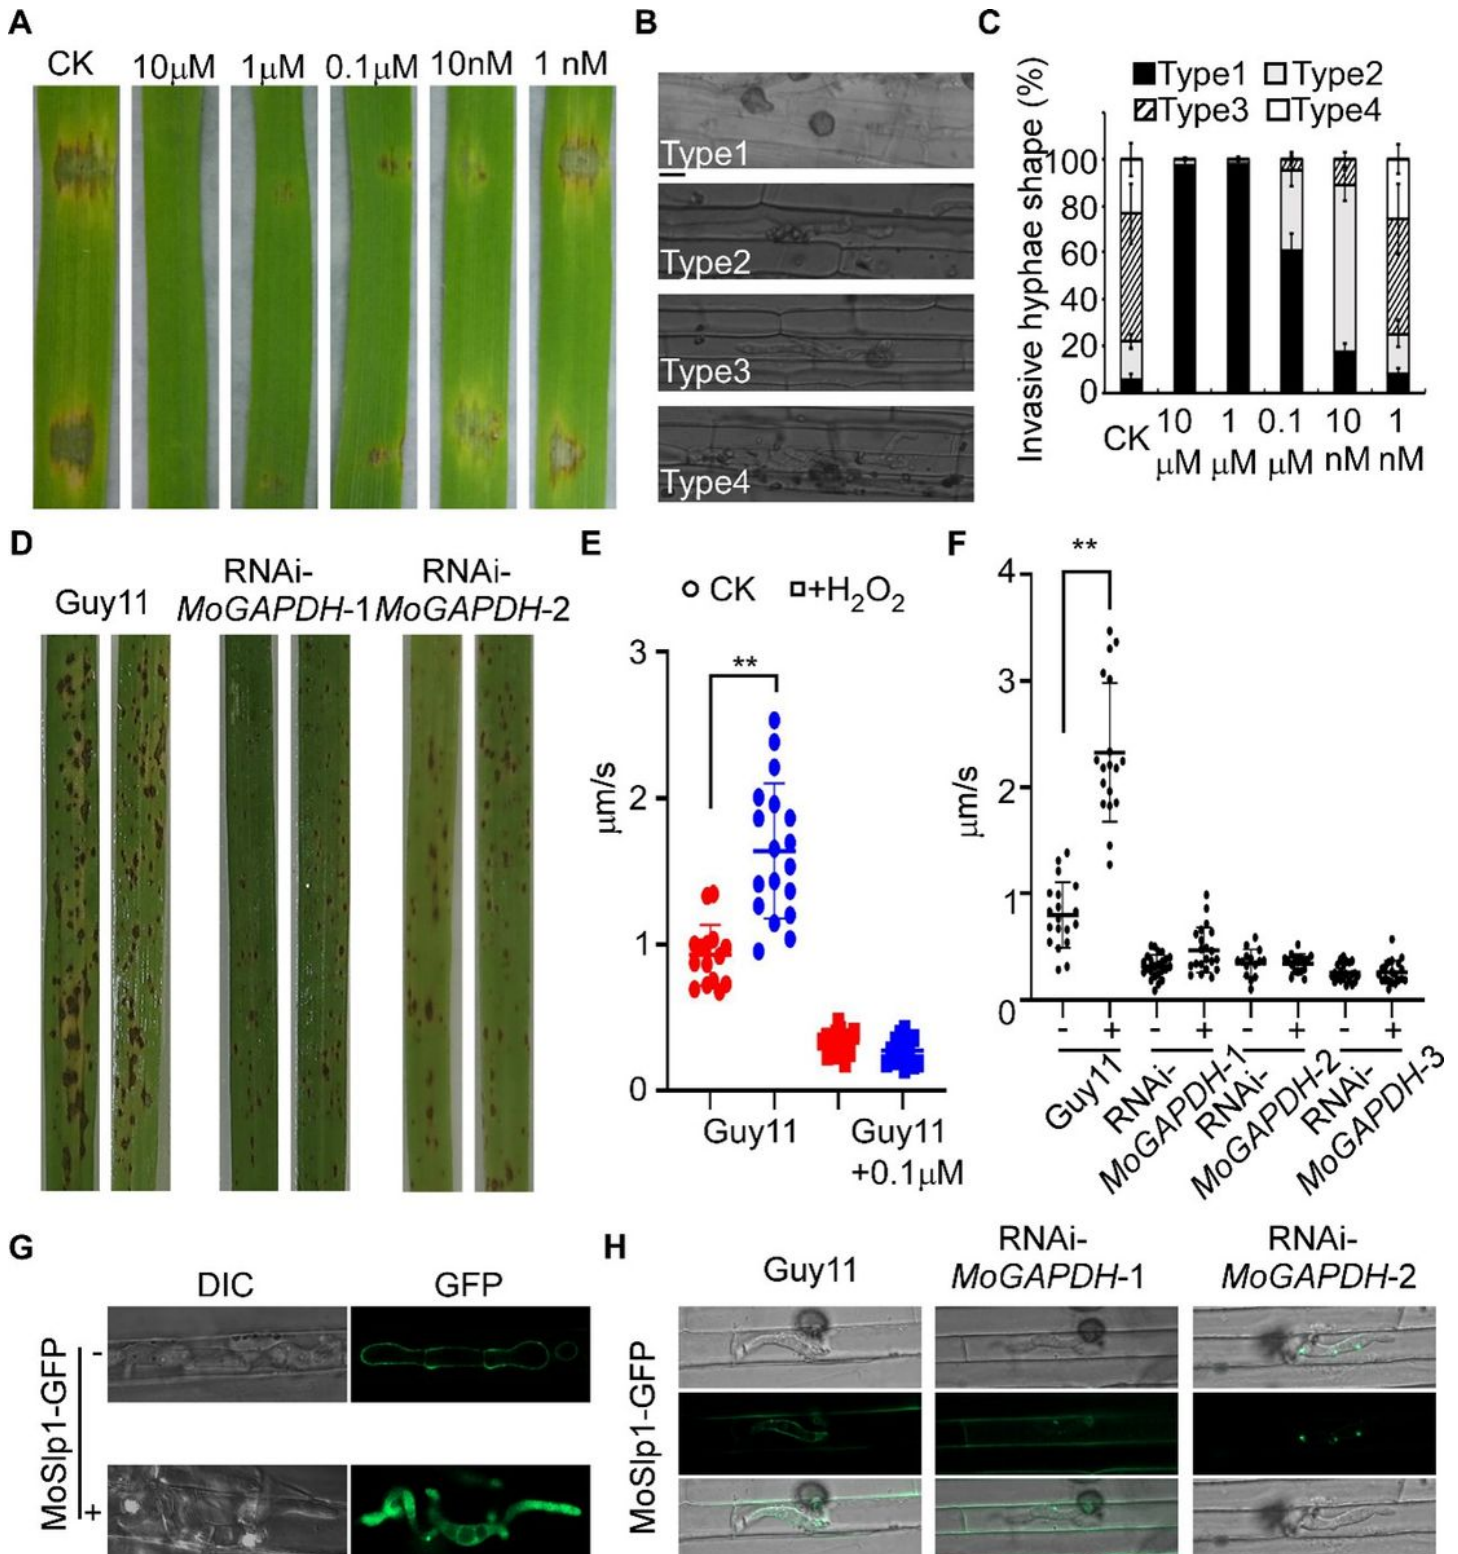 A
CK 10μM 1μM 0.1μM 10nM 1 nM
B
Type1
Type2
Type3
Type4
C
Type1 Type2
Type3 Type4
Invasive hyphae shape (%)
100
80
60
40
20
0
CK 10 1 0.1 10 1
μM μM μM nM nM
D
Guy11
RNAi-
MoGAPDH-1
RNAi-
MoGAPDH-2
E
CK +H2O2
**
μm/s
3
2
1
0
Guy11 Guy11
+0.1μM
F
**
μm/s
4
3
2
1
0
- + - + - + - +
Guy11
RNAi-
MoGAPDH-1
RNAi-
MoGAPDH-2
RNAi-
MoGAPDH-3
G
DIC GFP
MoSlp1-GFP
-
+
H
Guy11
RNAi-
MoGAPDH-1
RNAi-
MoGAPDH-2
MoSlp1-GFP